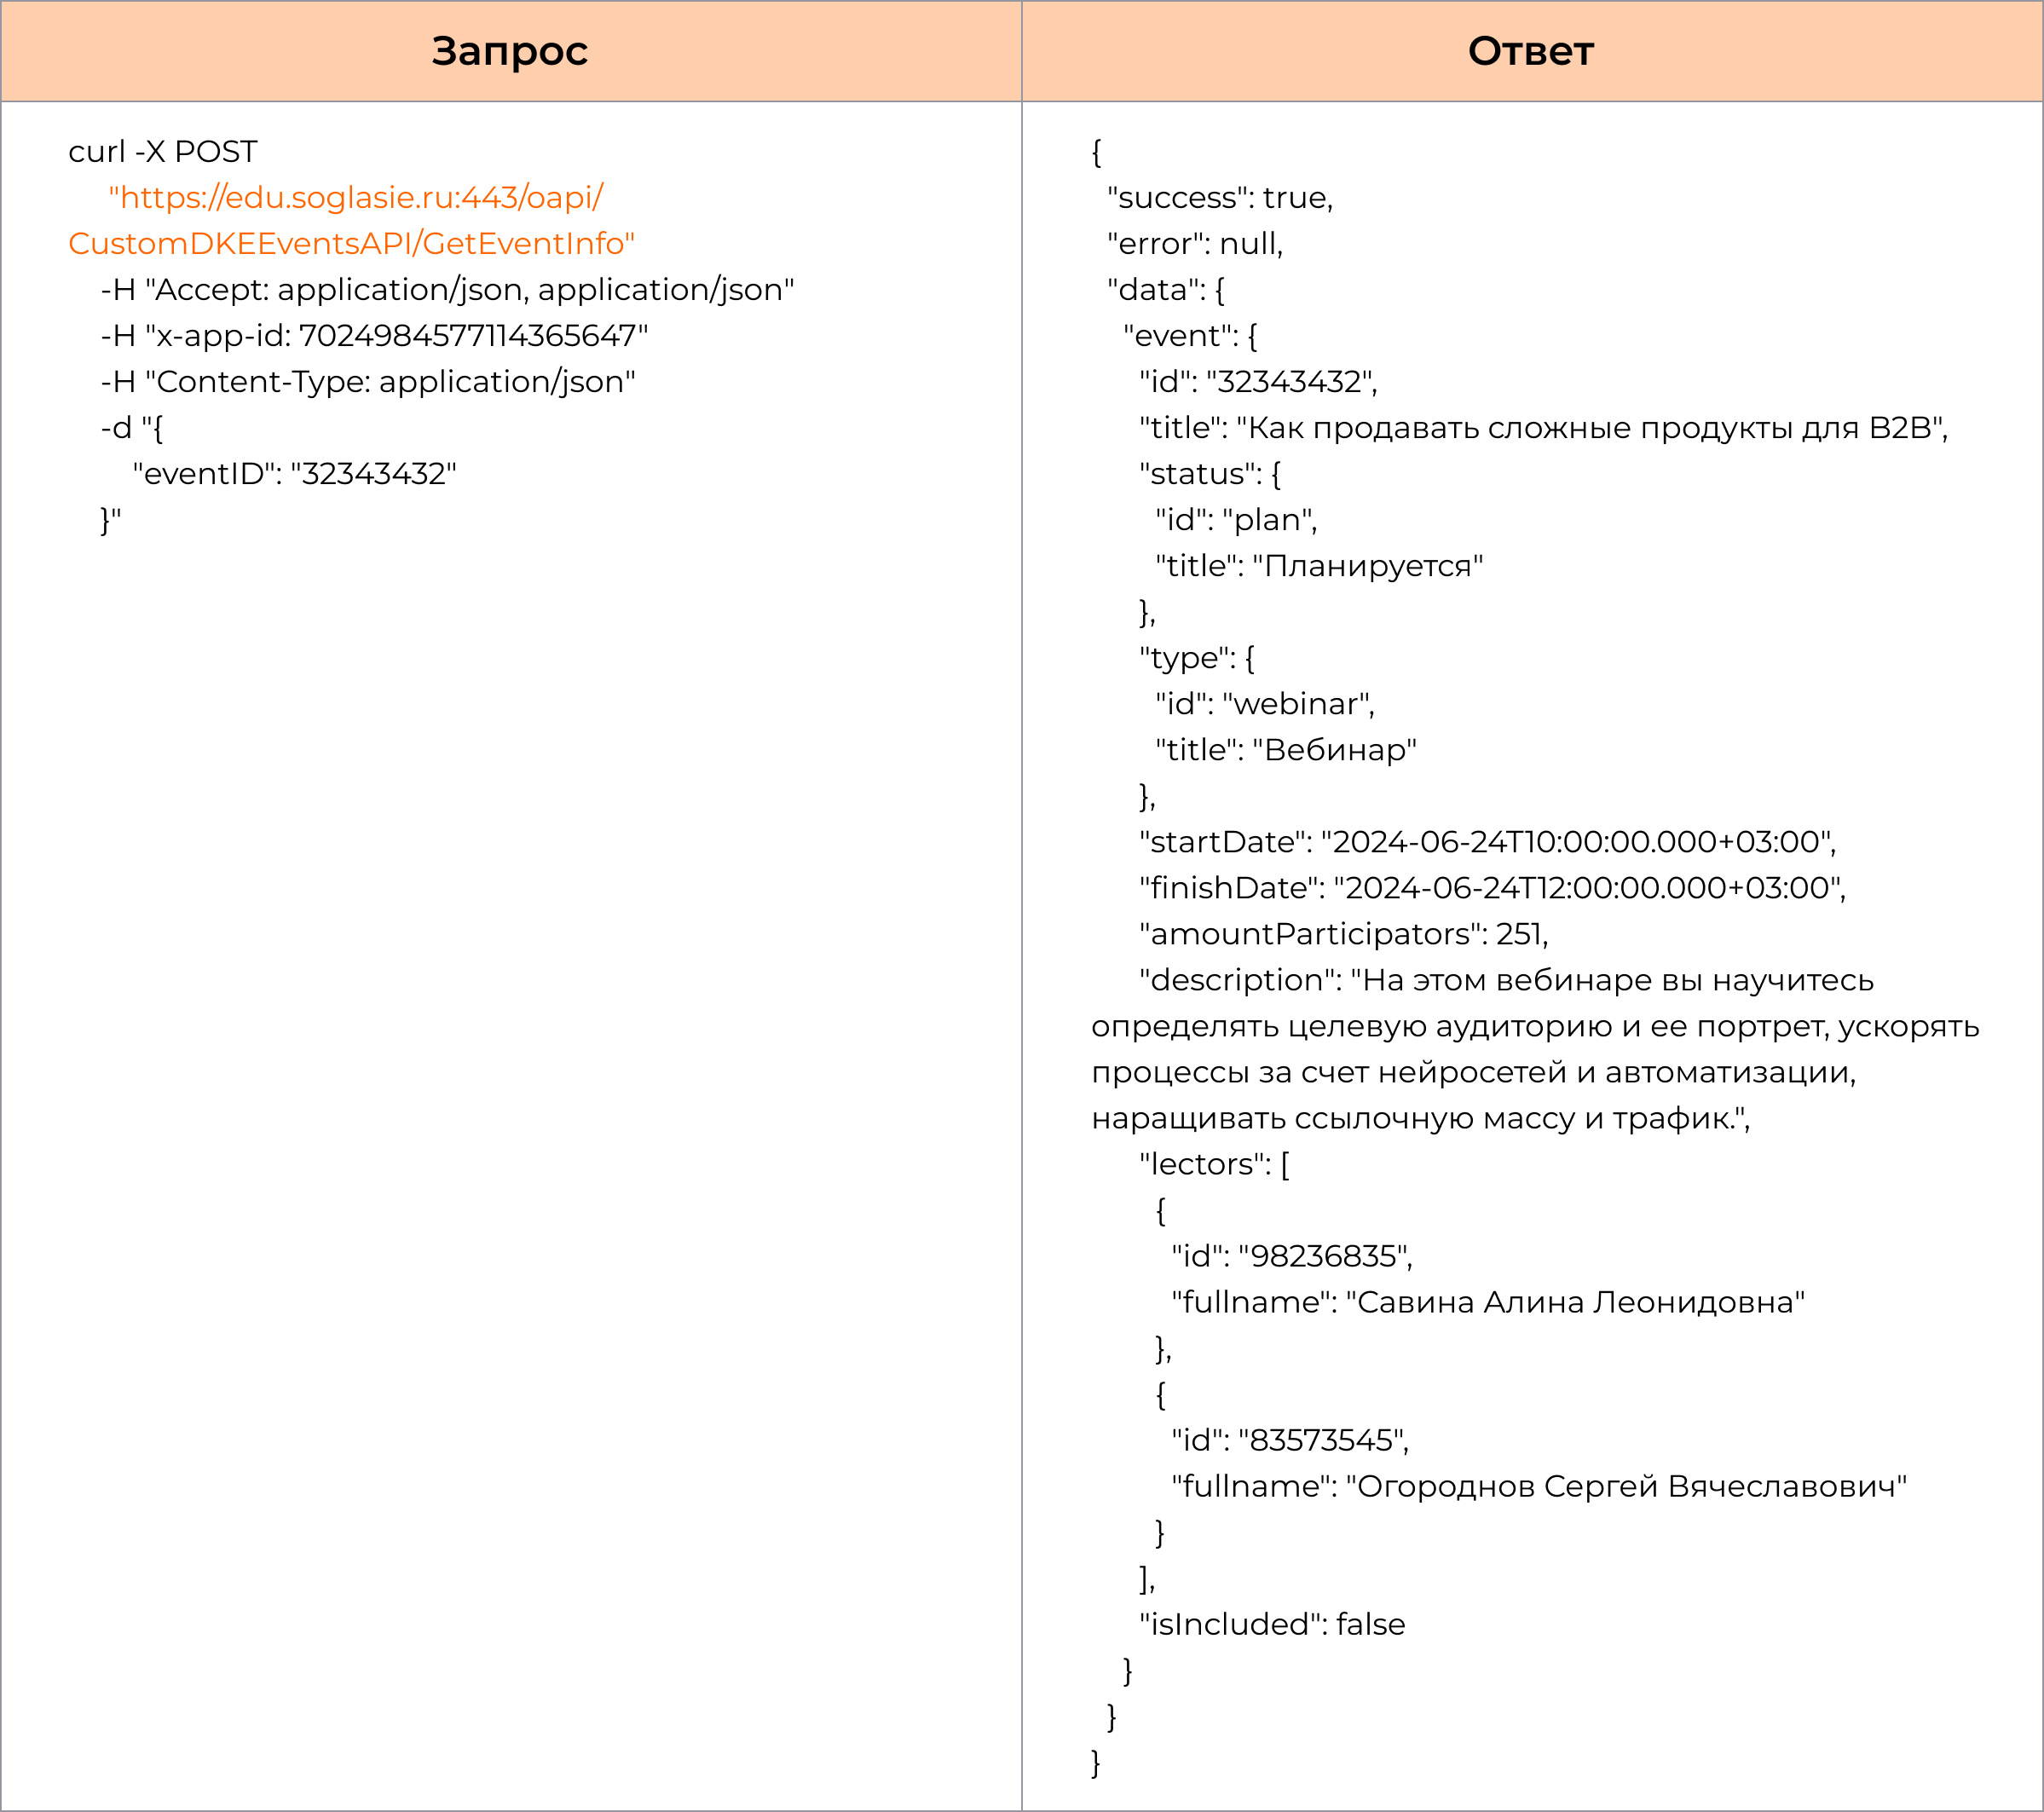 Запрос
Ответ
curl -X POST
"https://edu.soglasie.ru:443/oapi/
CustomDKEEventsAPI/GetEventInfo"
-H "Accept: application/json, application/json"
-H "x-app-id: 7024984577114365647"
-H "Content-Type: application/json"
-d "{
"eventID": "32343432"
}"
{
"success": true,
"error": null,
"data": {
"event": {
"id": "32343432",
"title": "Как продавать сложные продукты для B2B",
"status": {
"id": "plan",
"title": "Планируется"
},
"type": {
"id": "webinar",
"title": "Вебинар"
},
"startDate": "2024-06-24T10:00:00.000+03:00",
"finishDate": "2024-06-24T12:00:00.000+03:00",
"amountParticipators": 251,
"description": "На этом вебинаре вы научитесь
определять целевую аудиторию и ее портрет, ускорять
процессы за счет нейросетей и автоматизации,
наращивать ссылочную массу и трафик.",
"lectors": [
{
"id": "98236835",
"fullname": "Савина Алина Леонидовна"
},
{
"id": "83573545",
"fullname": "Огороднов Сергей Вячеславович"
}
],
"isIncluded": false
}
}
}